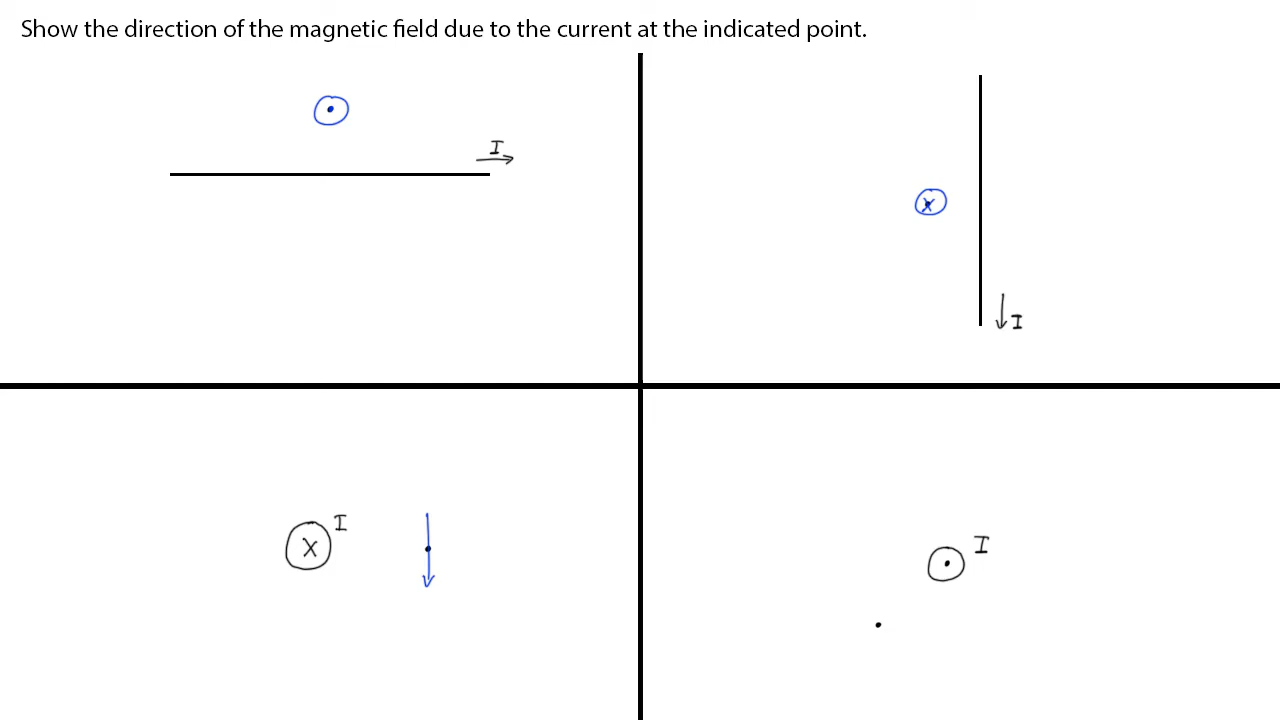 Show the direction of the magnetic field due to the current at the indicated point.
I
X
I
X
I
I